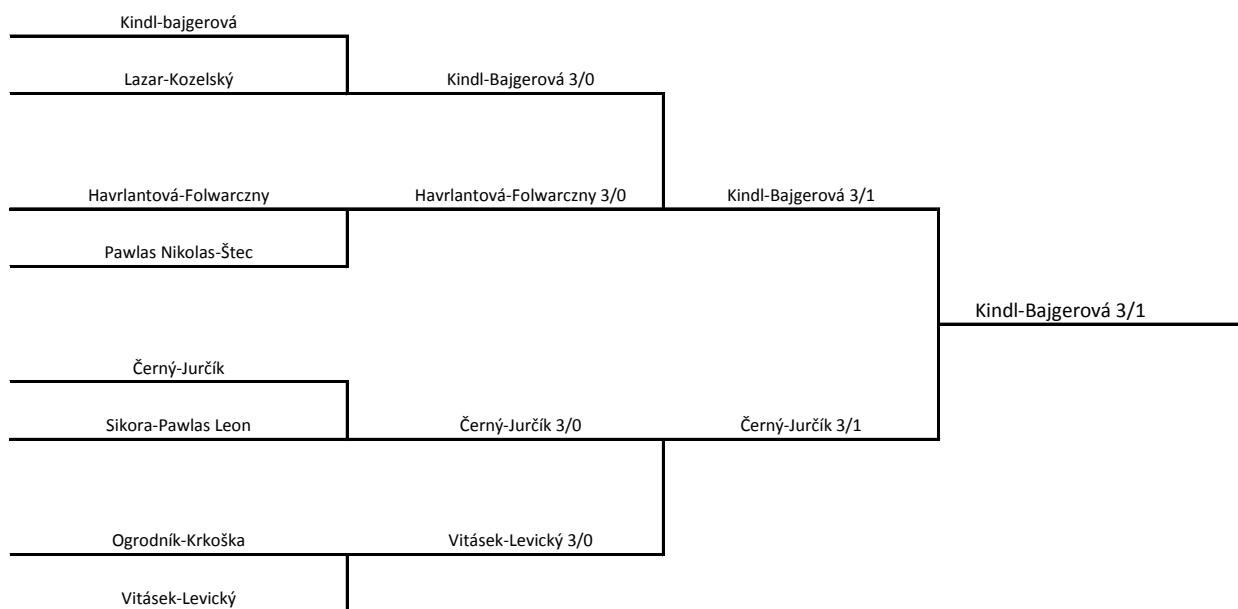 Kindl-bajgerová
Lazar-Kozelský
Kindl-Bajgerová 3/0
Havrlantová-Folwarczny
Havrlantová-Folwarczny 3/0
Kindl-Bajgerová 3/1
Pawlas Nikolas-Štec
Kindl-Bajgerová 3/1
Černý-Jurčík
Sikora-Pawlas Leon
Černý-Jurčík 3/0
Černý-Jurčík 3/1
Ogrodník-Krkoška
Vitásek-Levický 3/0
Vitásek-Levický